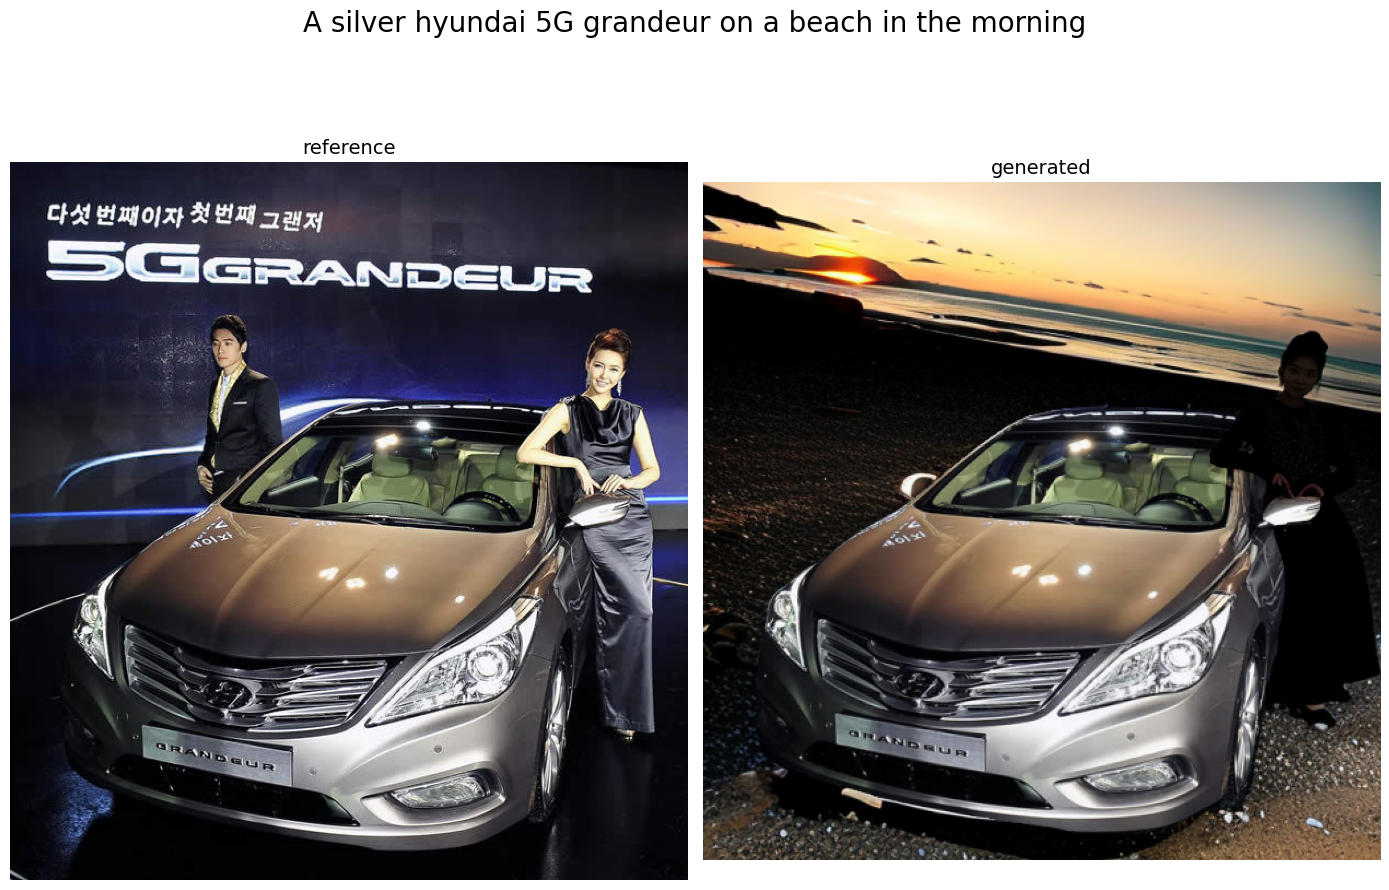 A silver hyundai 5G grandeur on a beach in the morning
reference
다섯 번째이자 첫 번째 그랜저
5G GRANDEUR
GRANDEUR
generated
GRANDEUR